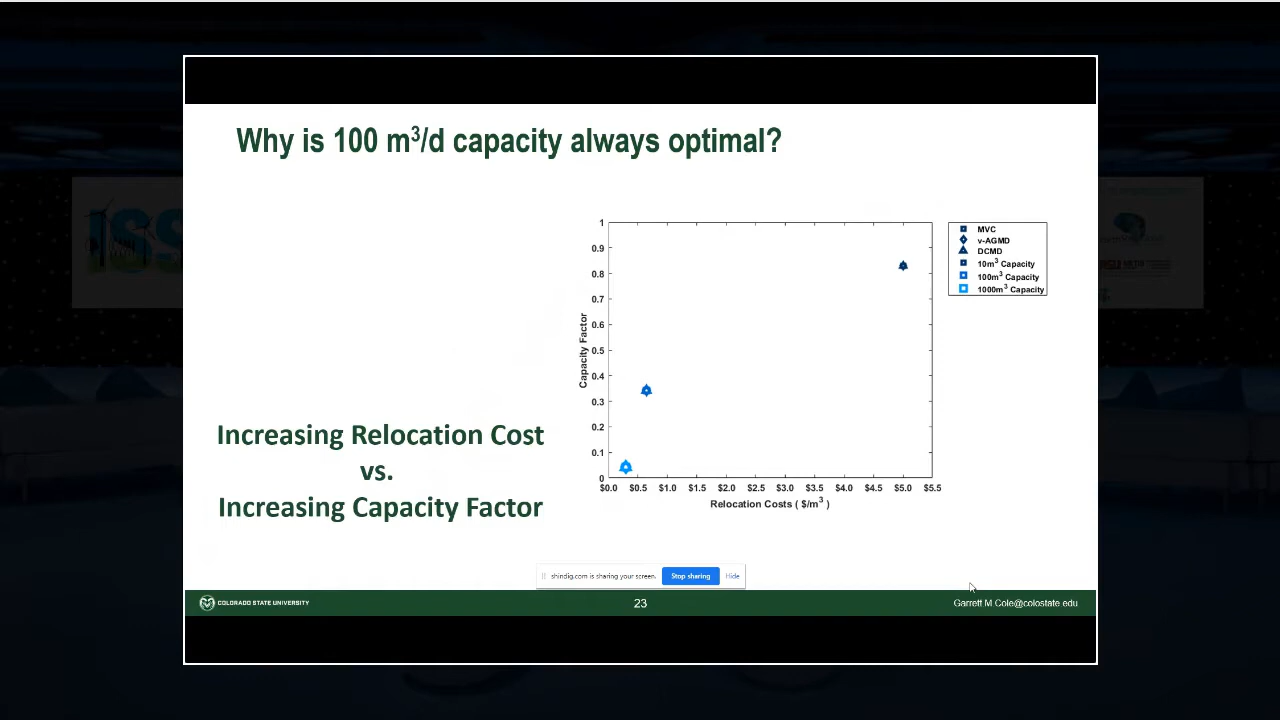 Why is 100 m³/d capacity always optimal?
ISS
1
0.9
0.8
0.7
0.6
0.5
0.4
0.3
0.2
0.1
0
Capacity Factor
$0.0 $0.5 $1.0 $1.5 $2.0 $2.5 $3.0 $3.5 $4.0 $4.5 $5.0 $5.5
Relocation Costs ( $/m³ )
MVC
v-AGMD
DCMD
10m³ Capacity
100m³ Capacity
1000m³ Capacity
Increasing Relocation Cost
vs.
Increasing Capacity Factor
shindig.com is sharing your screen. Stop sharing Hide
COLORADO STATE UNIVERSITY
23
Garrett.M.Cole@colostate.edu